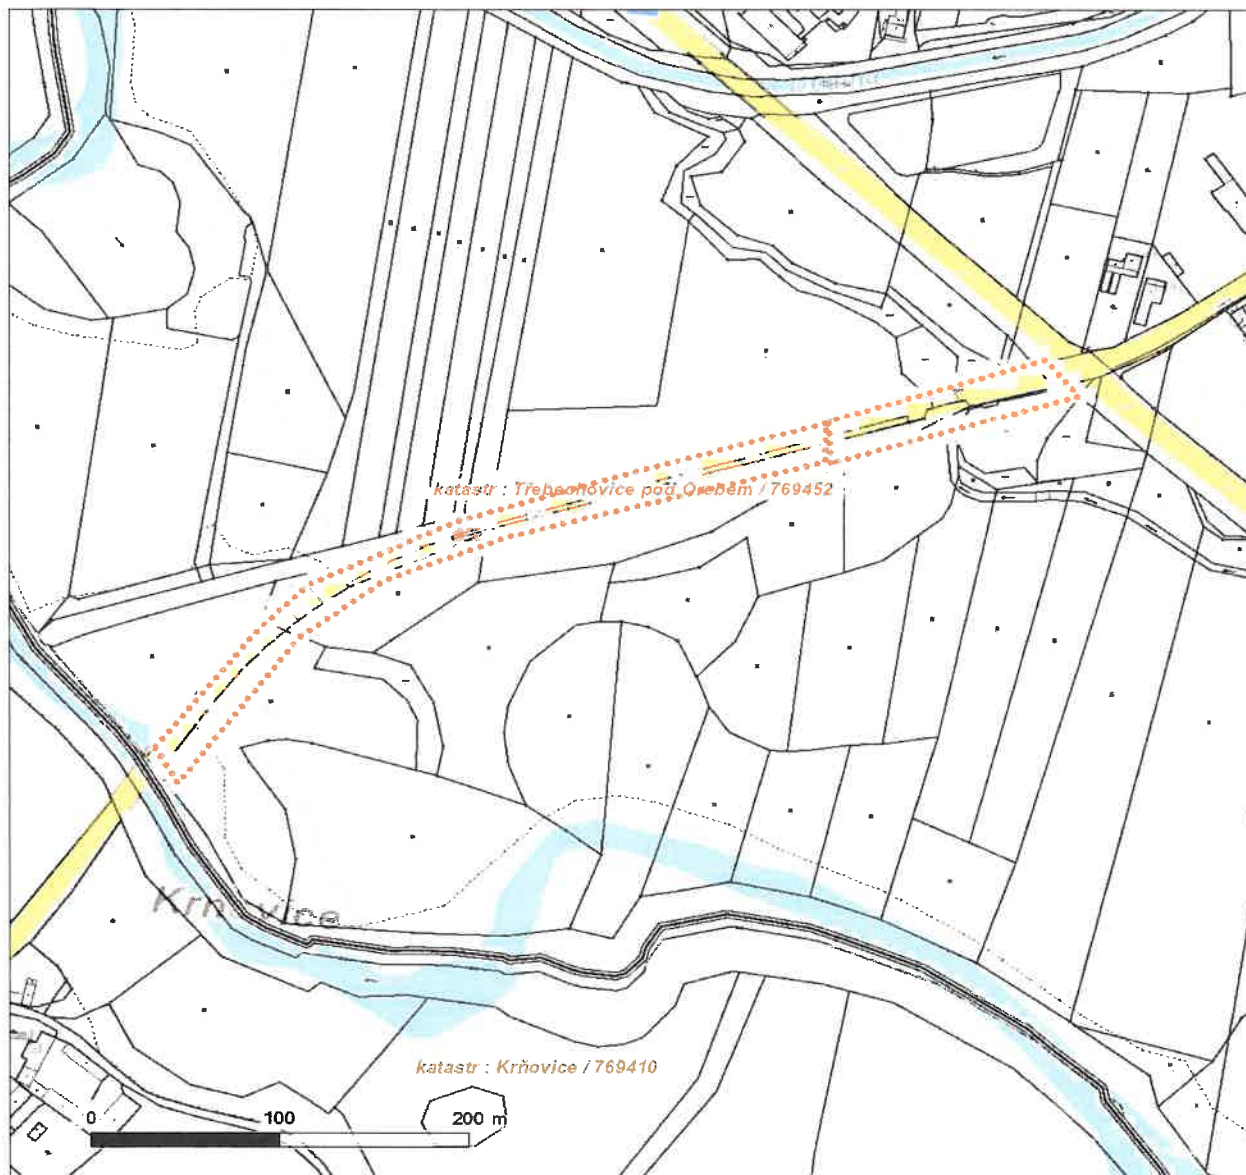 katastr : Třebechovice pod Orebem / 769452
Krňovice
katastr : Krňovice / 769410
0 100 200 m